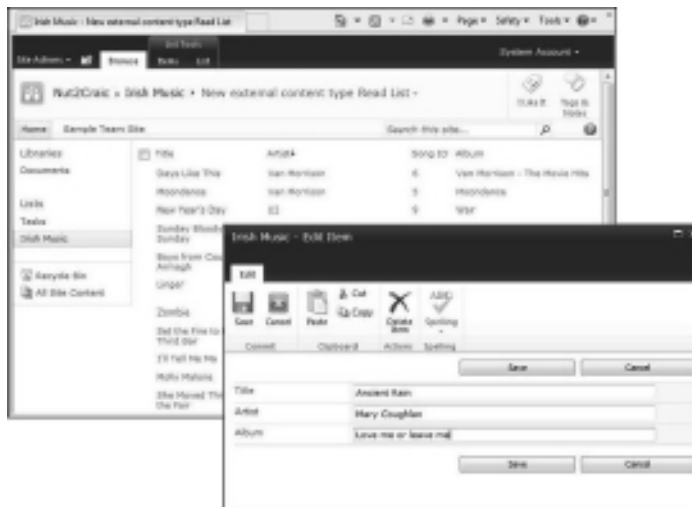 Irish Music - New external content type Read List
Page Safety Tools
Site Actions Browse Items List
List Tools
System Account
Nut2Craic Irish Music New external content type Read List
I Like It
Tags & Notes
Home Sample Team Site Search this site...
Libraries
Documents
Lists
Tasks
Irish Music
Recycle Bin
All Site Content
Title Artist Song ID Album
Days Like This Van Morrison 6 Van Morrison - The Movie Hits
Moondance Van Morrison 5 Moondance
New Year's Day U2 9 War
Sunday Bloody
Sunday
Boys from Cou
Armagh
Linger
Zombie
Set the Fire to
Third Bar
I'll Tell Me Ma
Molly Malone
She Moved Thr
the Fair
Irish Music - Edit Item
Edit
Save Cancel Paste Cut
Copy
Delete
Item
Spelling
Commit Clipboard Actions Spelling
Save Cancel
Title Ancient Rain
Artist Mary Coughlan
Album Love me or leave me
Save Cancel